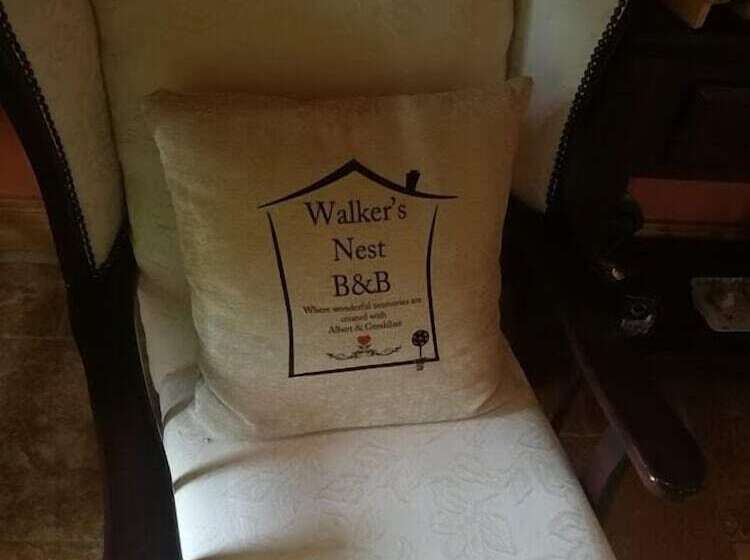 Walker's
Nest
B&B
Where wonderful memories are
created with
Albert & Geraldine